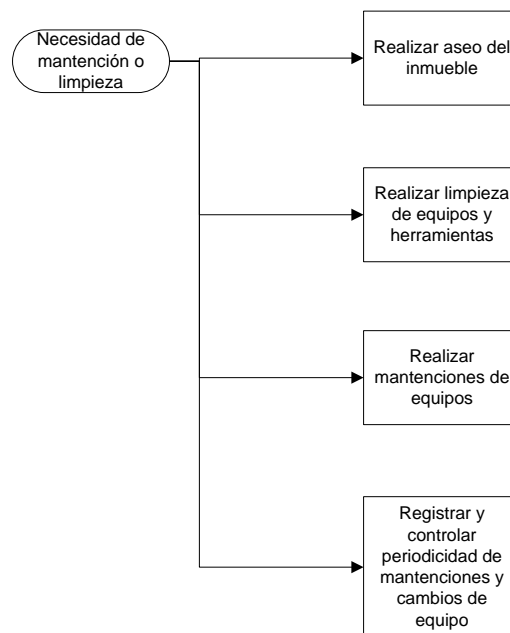 Necesidad de
mantención o
limpieza
Realizar aseo del
inmueble
Realizar limpieza
de equipos y
herramientas
Realizar
mantenciones de
equipos
Registrar y
controlar
periodicidad de
mantenciones y
cambios de
equipo